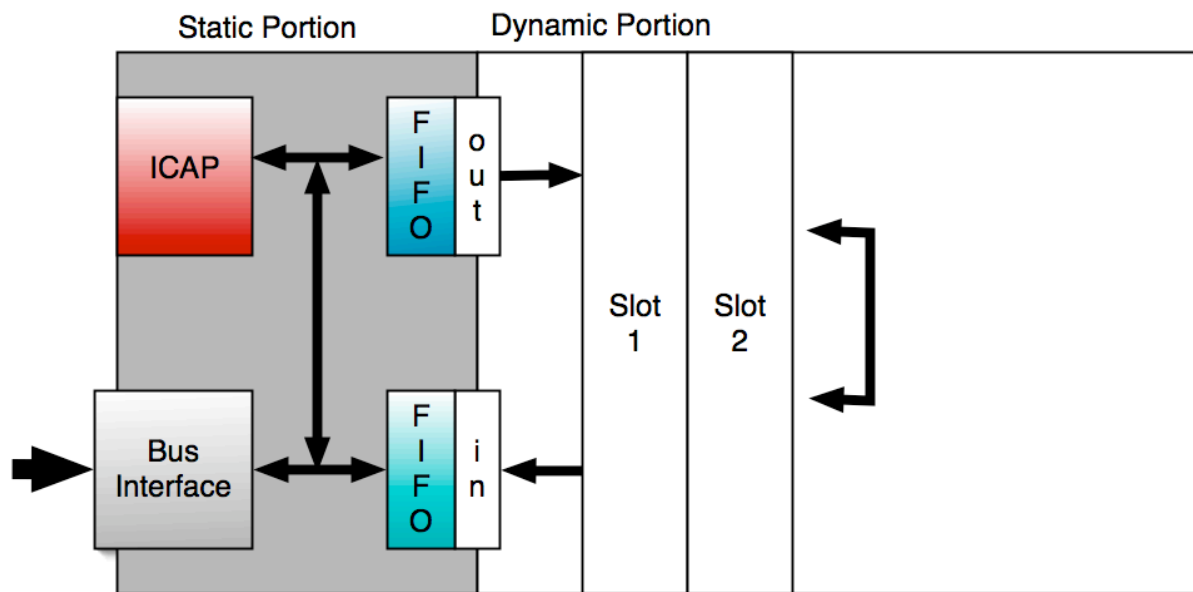 Static Portion
Dynamic Portion
ICAP
F
I
F
O
o
u
t
Slot
1
Slot
2
Bus
Interface
F
I
F
O
i
n